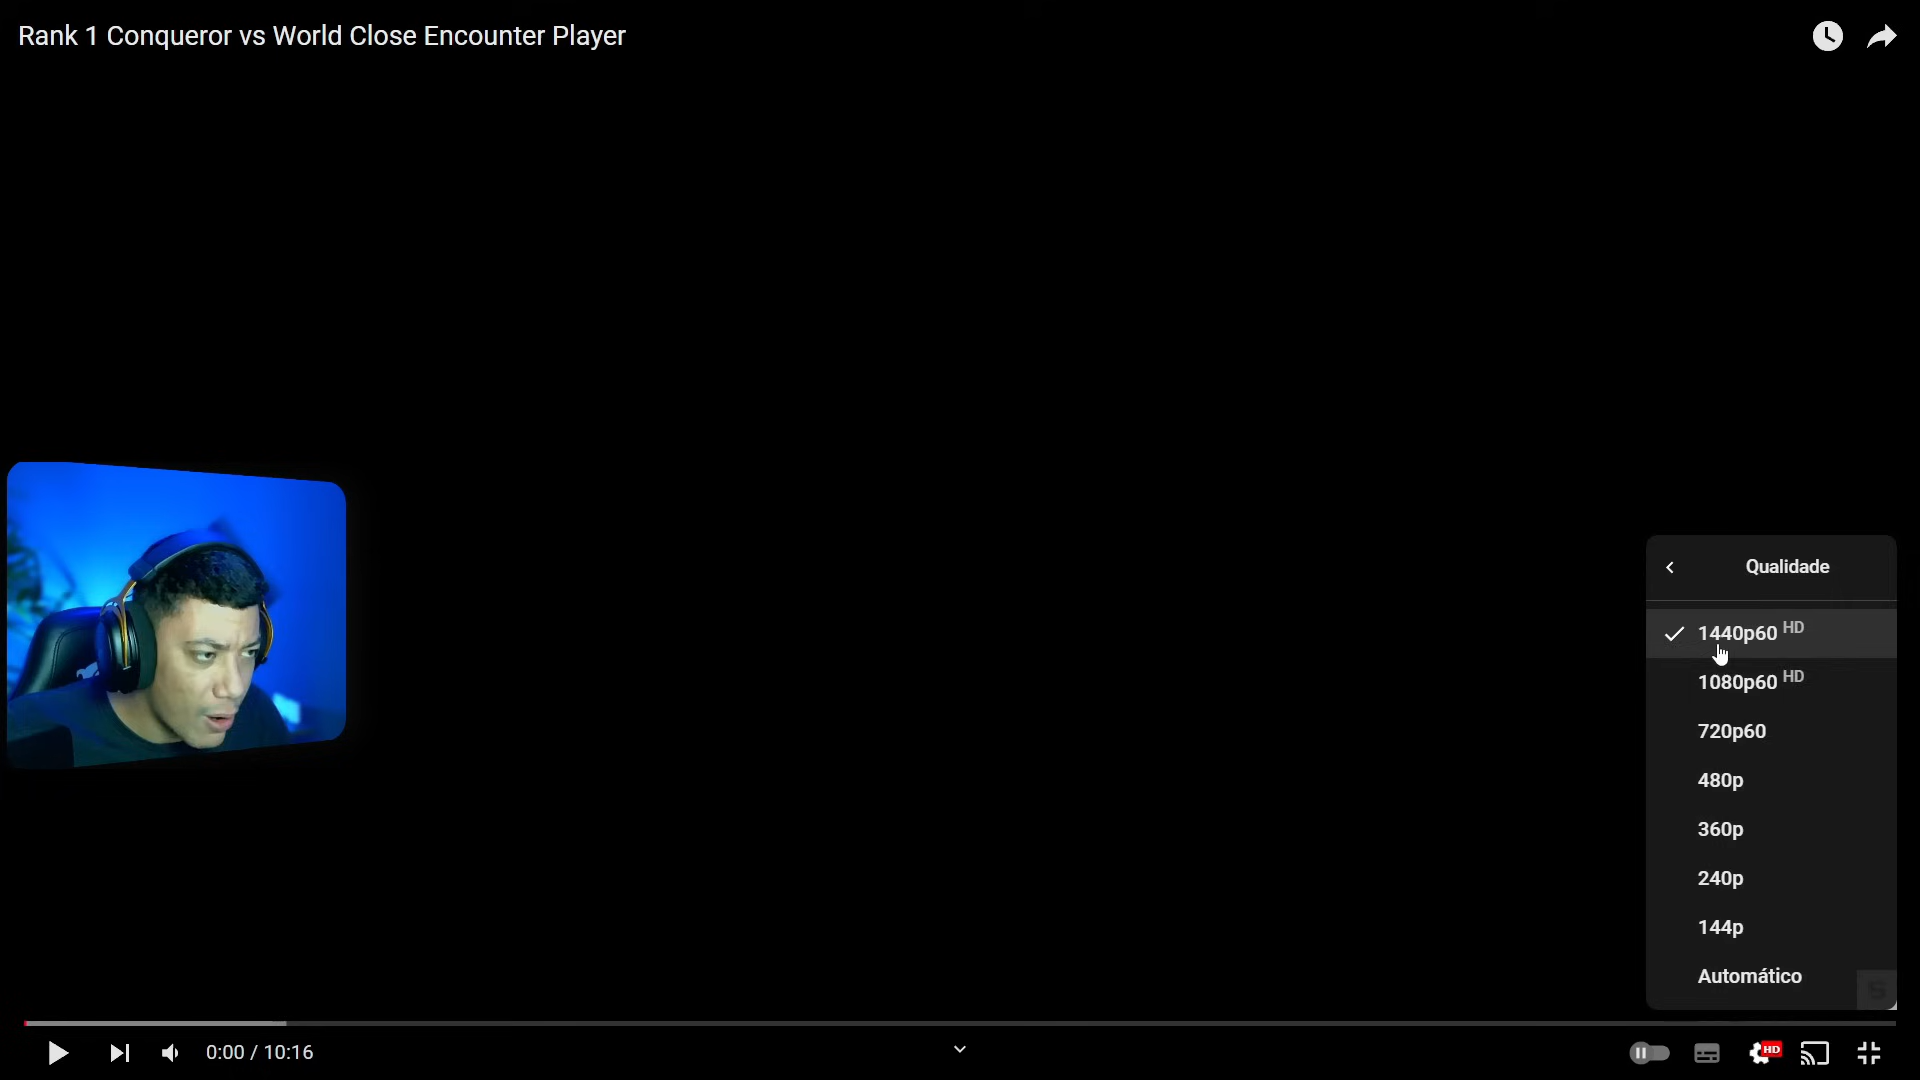 Rank 1 Conqueror vs World Close Encounter Player
Qualidade
1440p60 HD
1080p60 HD
720p60
480p
360p
240p
144p
Automático
S
0:00 / 10:16
HD